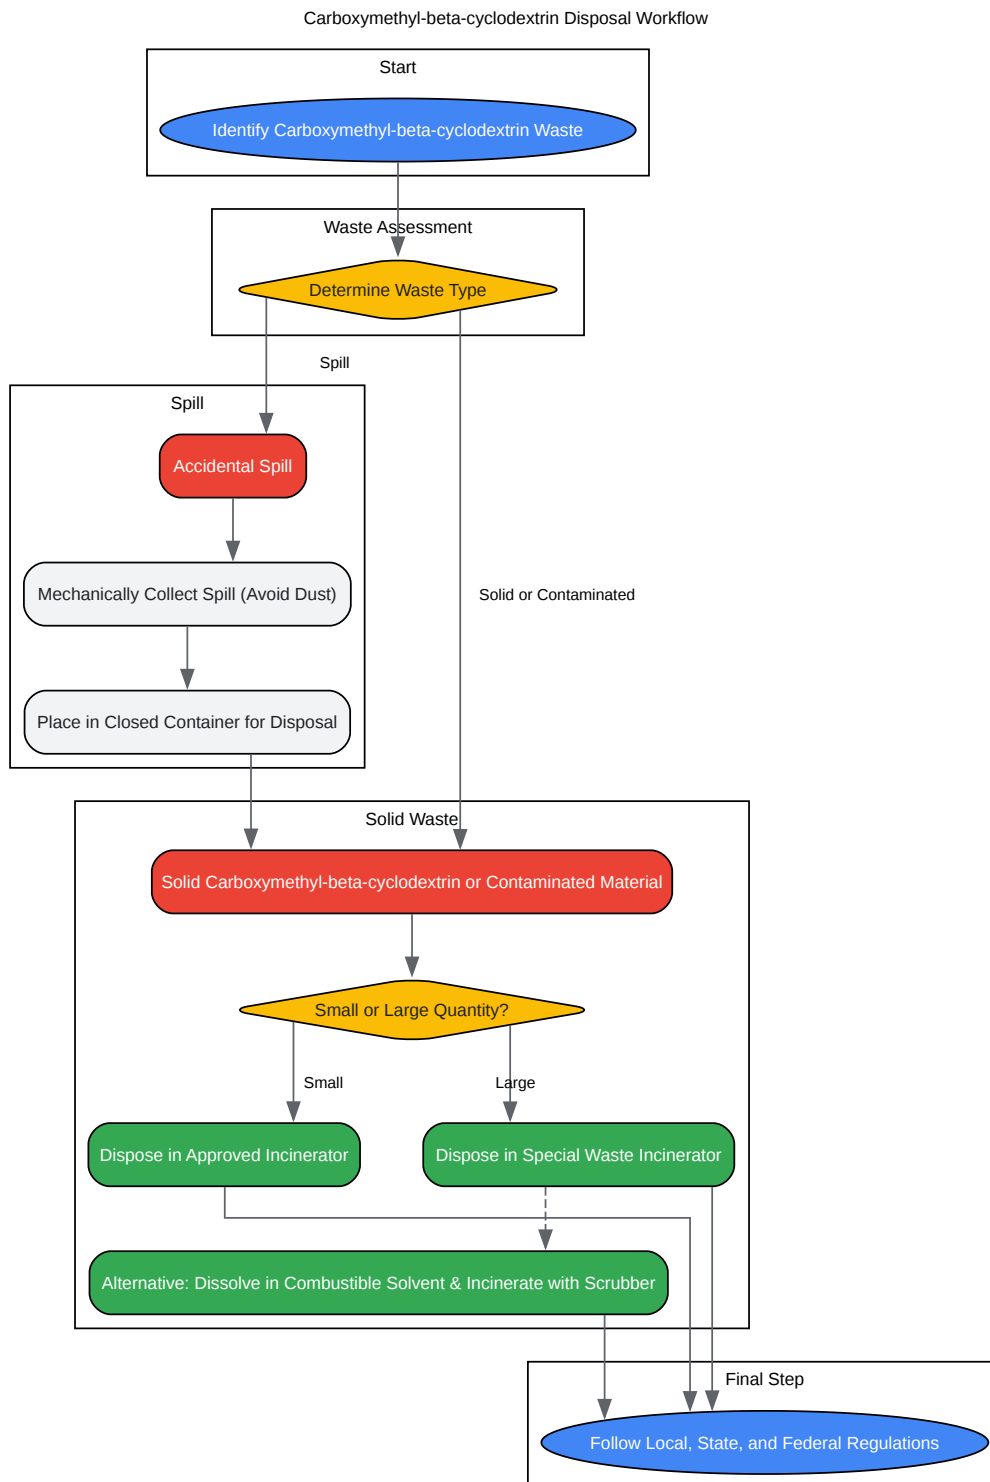 Carboxymethyl-beta-cyclodextrin Disposal Workflow
Start
Identify Carboxymethyl-beta-cyclodextrin Waste
Waste Assessment
Determine Waste Type
Spill
Spill
Accidental Spill
Mechanically Collect Spill (Avoid Dust)
Solid or Contaminated
Place in Closed Container for Disposal
Solid Waste
Solid Carboxymethyl-beta-cyclodextrin or Contaminated Material
Small or Large Quantity?
Small
Large
Dispose in Approved Incinerator
Dispose in Special Waste Incinerator
Alternative: Dissolve in Combustible Solvent & Incinerate with Scrubber
Final Step
Follow Local, State, and Federal Regulations